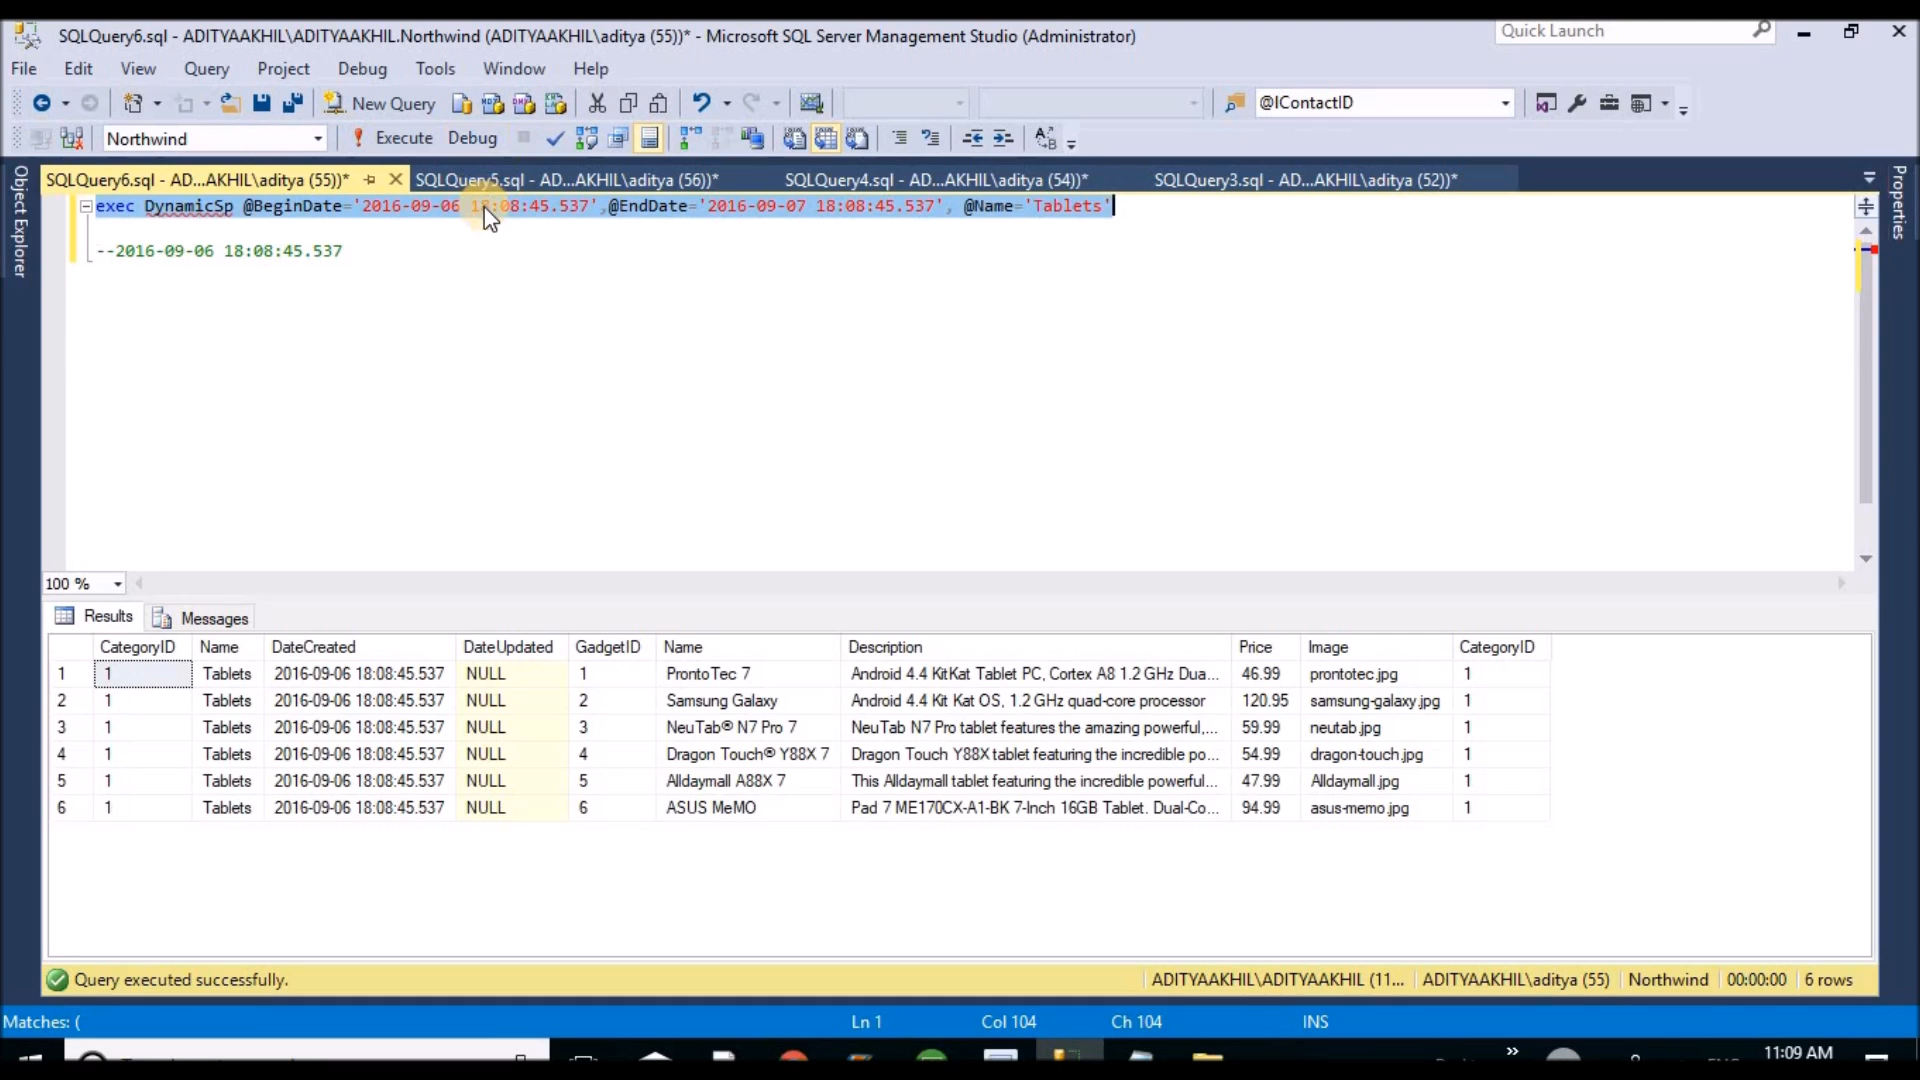 SQLQuery6.sql - ADITYAAKHIL\ADITYAAKHIL.Northwind (ADITYAAKHIL\aditya (55))* - Microsoft SQL Server Management Studio (Administrator)
Quick Launch
File Edit View Query Project Debug Tools Window Help
New Query
@IContactID
Northwind
Execute Debug
SQLQuery6.sql - AD...AKHIL\aditya (55))*
SQLQuery5.sql - AD...AKHIL\aditya (56))*
SQLQuery4.sql - AD...AKHIL\aditya (54))*
SQLQuery3.sql - AD...AKHIL\aditya (52))*
Object Explorer
Properties
exec DynamicSp @BeginDate='2016-09-06 18:08:45.537',@EndDate='2016-09-07 18:08:45.537', @Name='Tablets'
--2016-09-06 18:08:45.537
100 %
Results Messages
CategoryID Name DateCreated DateUpdated GadgetID Name Description Price Image CategoryID
1 1 Tablets 2016-09-06 18:08:45.537 NULL 1 ProntoTec 7 Android 4.4 KitKat Tablet PC, Cortex A8 1.2 GHz Dua... 46.99 prontotec.jpg 1
2 1 Tablets 2016-09-06 18:08:45.537 NULL 2 Samsung Galaxy Android 4.4 Kit Kat OS, 1.2 GHz quad-core processor 120.95 samsung-galaxy.jpg 1
3 1 Tablets 2016-09-06 18:08:45.537 NULL 3 NeuTab® N7 Pro 7 NeuTab N7 Pro tablet features the amazing powerful,... 59.99 neutab.jpg 1
4 1 Tablets 2016-09-06 18:08:45.537 NULL 4 Dragon Touch® Y88X 7 Dragon Touch Y88X tablet featuring the incredible po... 54.99 dragon-touch.jpg 1
5 1 Tablets 2016-09-06 18:08:45.537 NULL 5 Alldaymall A88X 7 This Alldaymall tablet featuring the incredible powerful... 47.99 Alldaymall.jpg 1
6 1 Tablets 2016-09-06 18:08:45.537 NULL 6 ASUS MeMO Pad 7 ME170CX-A1-BK 7-Inch 16GB Tablet. Dual-Co... 94.99 asus-memo.jpg 1
Query executed successfully.
ADITYAAKHIL\ADITYAAKHIL (11... ADITYAAKHIL\aditya (55) Northwind 00:00:00 6 rows
Matches: (
Ln 1 Col 104 Ch 104 INS
11:09 AM